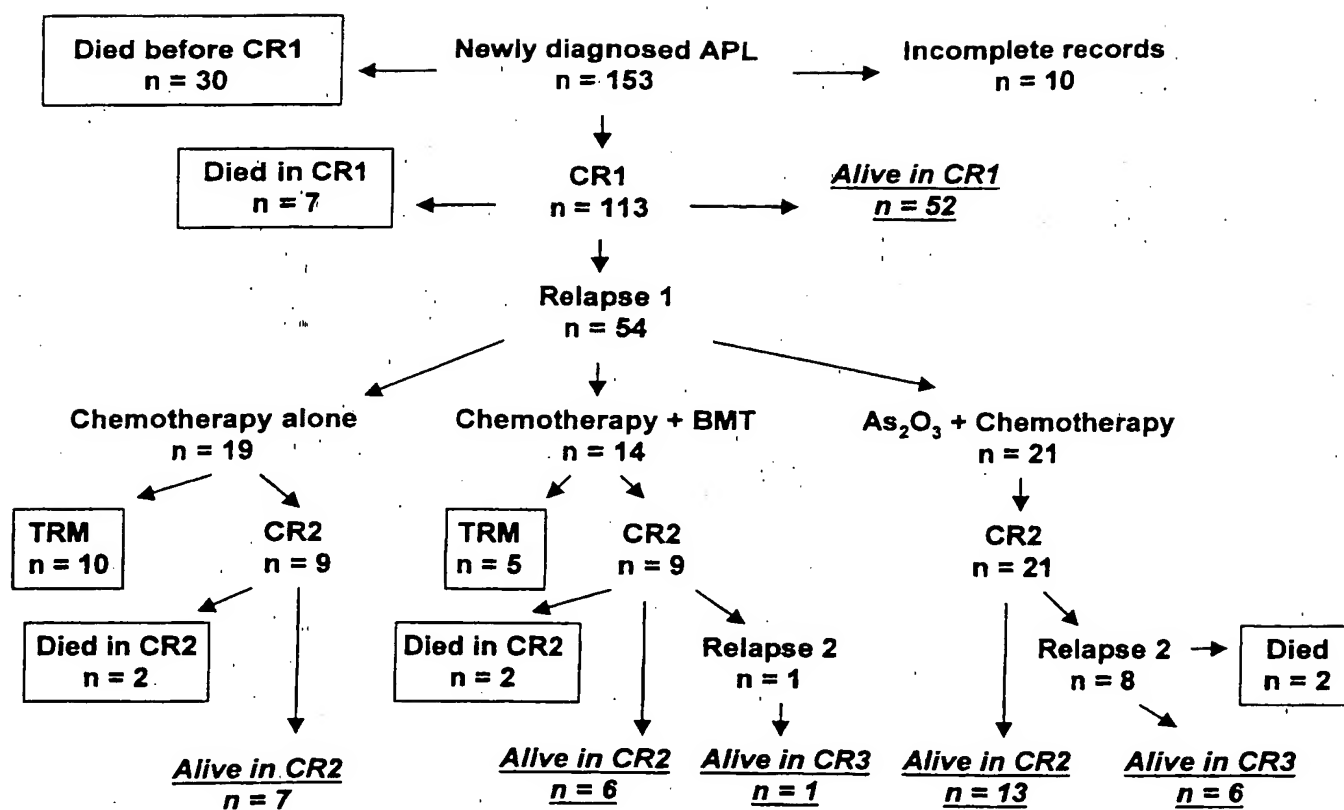 Died before CR1
n = 30
Newly diagnosed APL
n = 153
Incomplete records
n = 10
Died in CR1
n = 7
CR1
n = 113
Alive in CR1
n = 52
Relapse 1
n = 54
Chemotherapy alone
n = 19
Chemotherapy + BMT
n = 14
As₂O₃ + Chemotherapy
n = 21
TRM
n = 10
CR2
n = 9
TRM
n = 5
CR2
n = 9
CR2
n = 21
Died in CR2
n = 2
Died in CR2
n = 2
Relapse 2
n = 1
Relapse 2
n = 8
Died
n = 2
Alive in CR2
n = 7
Alive in CR2
n = 6
Alive in CR3
n = 1
Alive in CR2
n = 13
Alive in CR3
n = 6